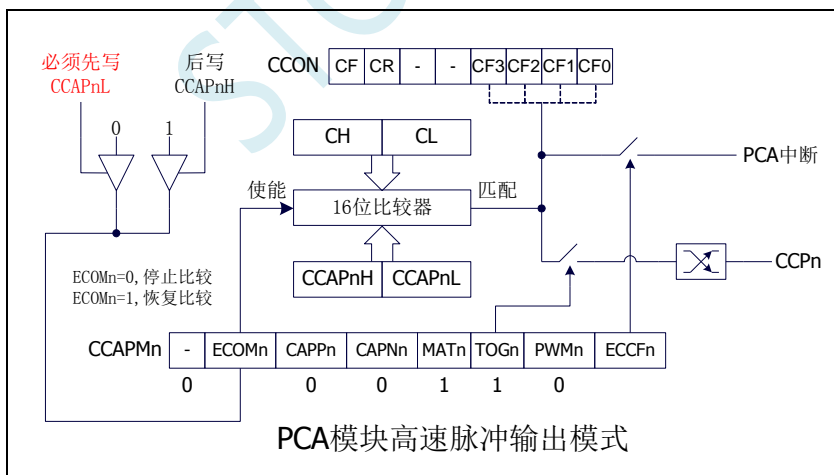 STC
必须先写
CCAPnL
后写
CCAPnH
0
1
CCON CF CR - - CF3 CF2 CF1 CF0
CH CL
PCA中断
使能
16位比较器
匹配
CCPn
CCAPnH CCAPnL
ECOMn=0,停止比较
ECOMn=1,恢复比较
CCAPMn - ECOMn CAPPn CAPNn MATn TOGn PWMn ECCFn
0 0 0 1 1 0
PCA模块高速脉冲输出模式